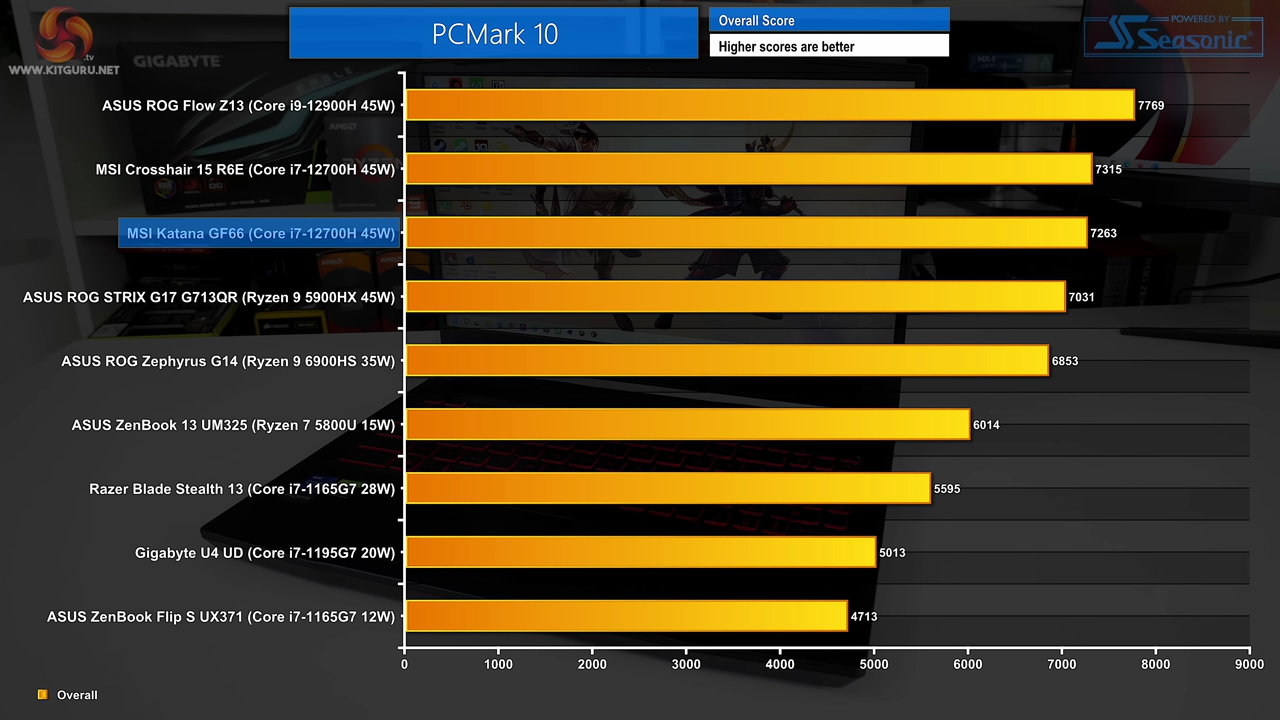 PCMark 10
Overall Score
Higher scores are better
.tv
WWW.KITGURU.NET
GIGABYTE
POWERED BY
Seasonic
ASUS ROG Flow Z13 (Core i9-12900H 45W) 7769
MSI Crosshair 15 R6E (Core i7-12700H 45W) 7315
MSI Katana GF66 (Core i7-12700H 45W) 7263
ASUS ROG STRIX G17 G713QR (Ryzen 9 5900HX 45W) 7031
ASUS ROG Zephyrus G14 (Ryzen 9 6900HS 35W) 6853
ASUS ZenBook 13 UM325 (Ryzen 7 5800U 15W) 6014
Razer Blade Stealth 13 (Core i7-1165G7 28W) 5595
Gigabyte U4 UD (Core i7-1195G7 20W) 5013
ASUS ZenBook Flip S UX371 (Core i7-1165G7 12W) 4713
0 1000 2000 3000 4000 5000 6000 7000 8000 9000
Overall